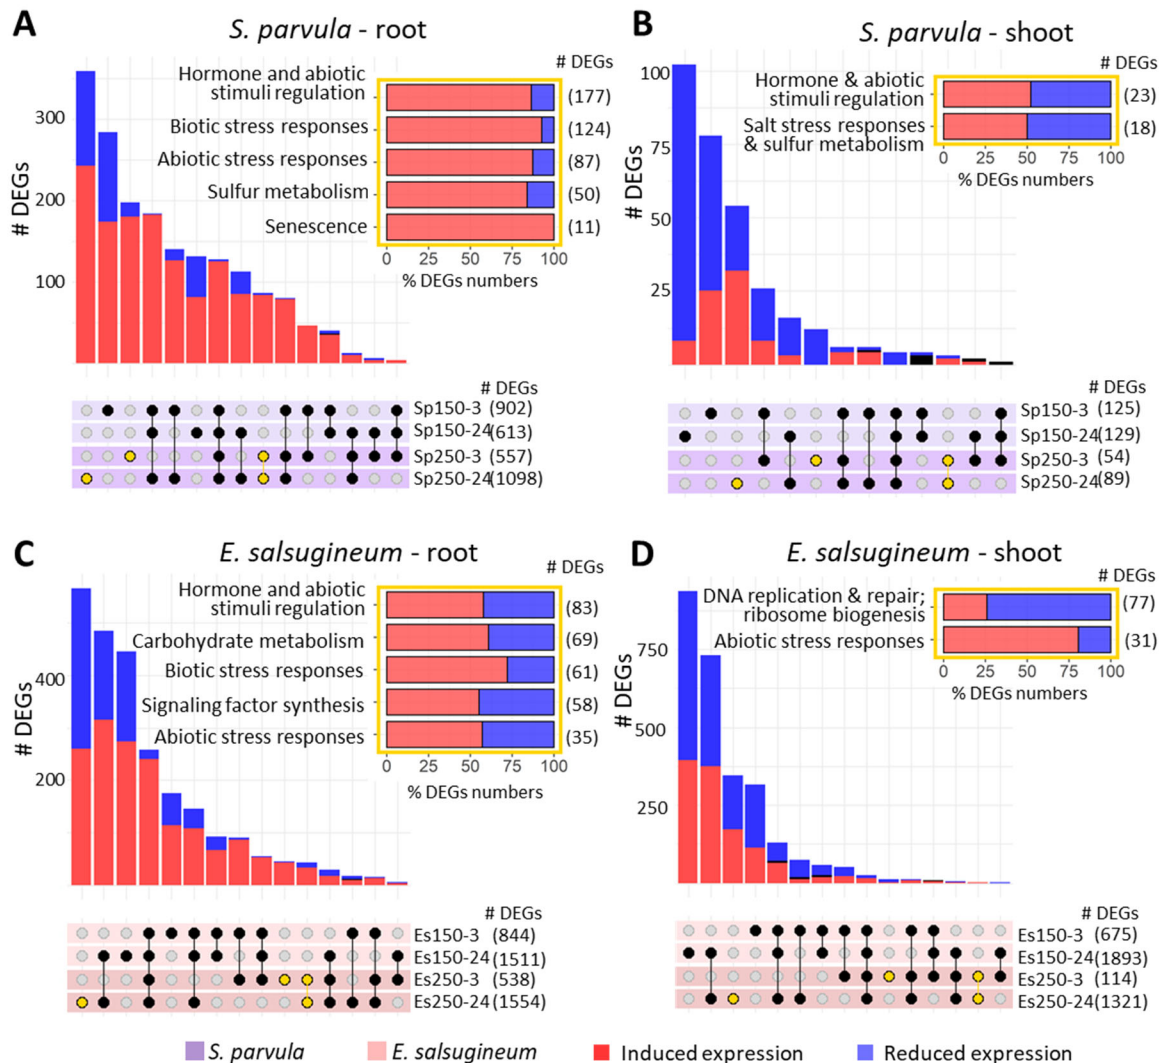 A
S. parvula - root
# DEGs
Hormone and abiotic
stimuli regulation
(177)
Biotic stress responses
(124)
Abiotic stress responses
(87)
Sulfur metabolism
(50)
Senescence
(11)
0 25 50 75 100
% DEGs numbers
# DEGs
300
200
100
# DEGs
Sp150-3 (902)
Sp150-24(613)
Sp250-3 (557)
Sp250-24(1098)
B
S. parvula - shoot
# DEGs
Hormone & abiotic
stimuli regulation
(23)
Salt stress responses
& sulfur metabolism
(18)
0 25 50 75 100
% DEGs numbers
# DEGs
100
75
50
25
# DEGs
Sp150-3 (125)
Sp150-24(129)
Sp250-3 (54)
Sp250-24(89)
C
E. salsugineum - root
# DEGs
Hormone and abiotic
stimuli regulation
(83)
Carbohydrate metabolism
(69)
Biotic stress responses
(61)
Signaling factor synthesis
(58)
Abiotic stress responses
(35)
0 25 50 75 100
% DEGs numbers
# DEGs
400
200
# DEGs
Es150-3 (844)
Es150-24(1511)
Es250-3 (538)
Es250-24(1554)
D
E. salsugineum - shoot
# DEGs
DNA replication & repair;
ribosome biogenesis
(77)
Abiotic stress responses
(31)
0 25 50 75 100
% DEGs numbers
# DEGs
750
500
250
# DEGs
Es150-3 (675)
Es150-24(1893)
Es250-3 (114)
Es250-24(1321)
S. parvula
E. salsugineum
Induced expression
Reduced expression